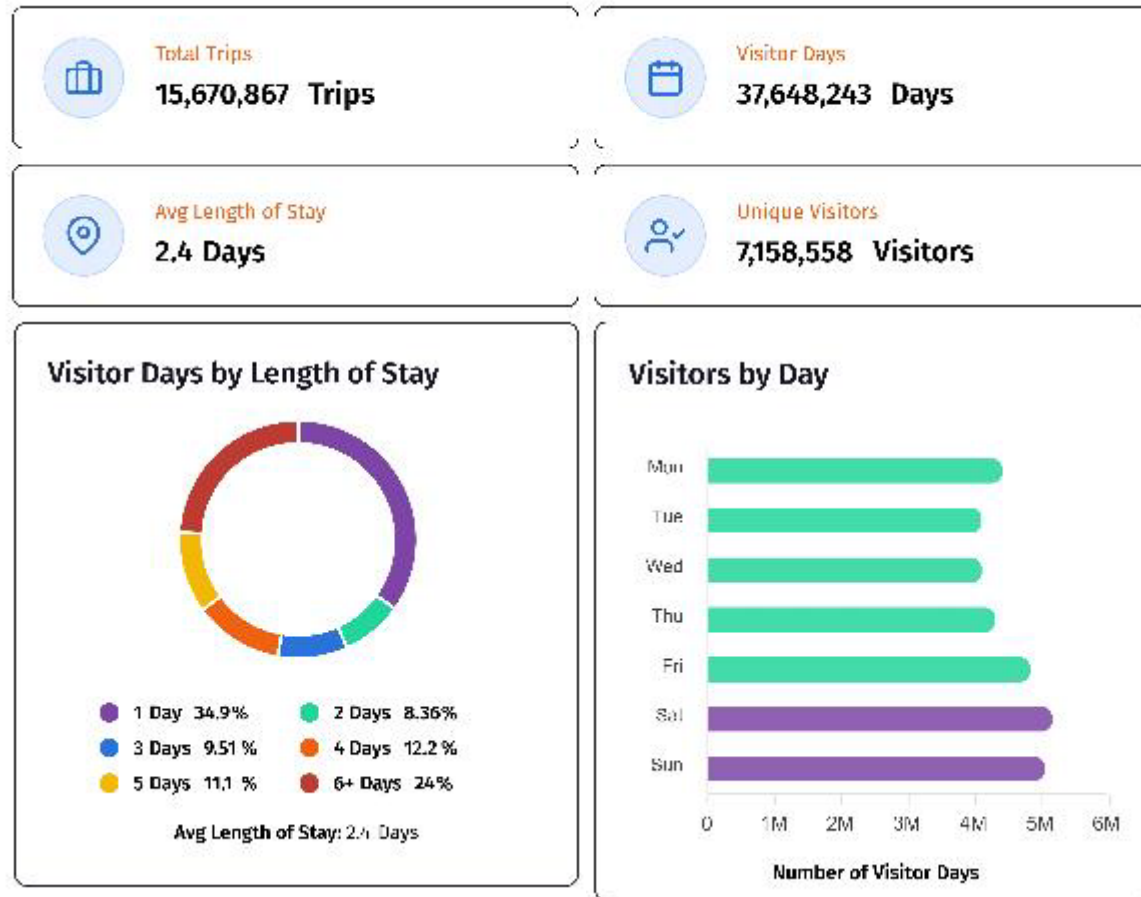 Total Trips
15,670,867 Trips
Visitor Days
37,648,243 Days
Avg Length of Stay
2.4 Days
Unique Visitors
7,158,558 Visitors
Visitor Days by Length of Stay
1 Day 34.9%
2 Days 8.36%
3 Days 9.51 %
4 Days 12.2 %
5 Days 11.1 %
6+ Days 24%
Avg Length of Stay: 2.4 Days
Visitors by Day
Mon
Tue
Wed
Thu
Fri
Sat
Sun
0 1M 2M 3M 4M 5M 6M
Number of Visitor Days